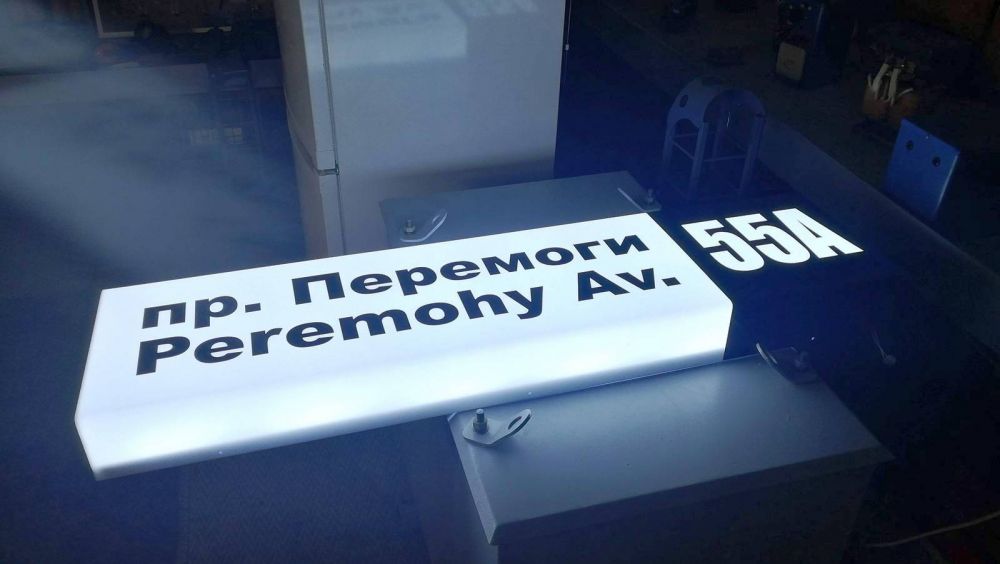 пр. Перемоги
Peremohy Av.
55A